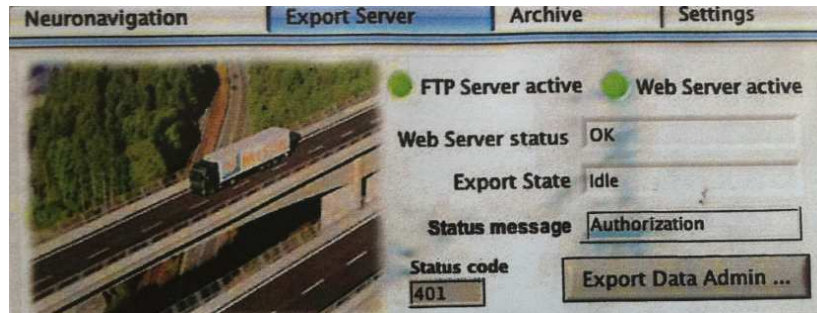 Neuronavigation Export Server Archive Settings
FTP Server active Web Server active
Web Server status OK
Export State Idle
Status message Authorization
Status code
401
Export Data Admin ...